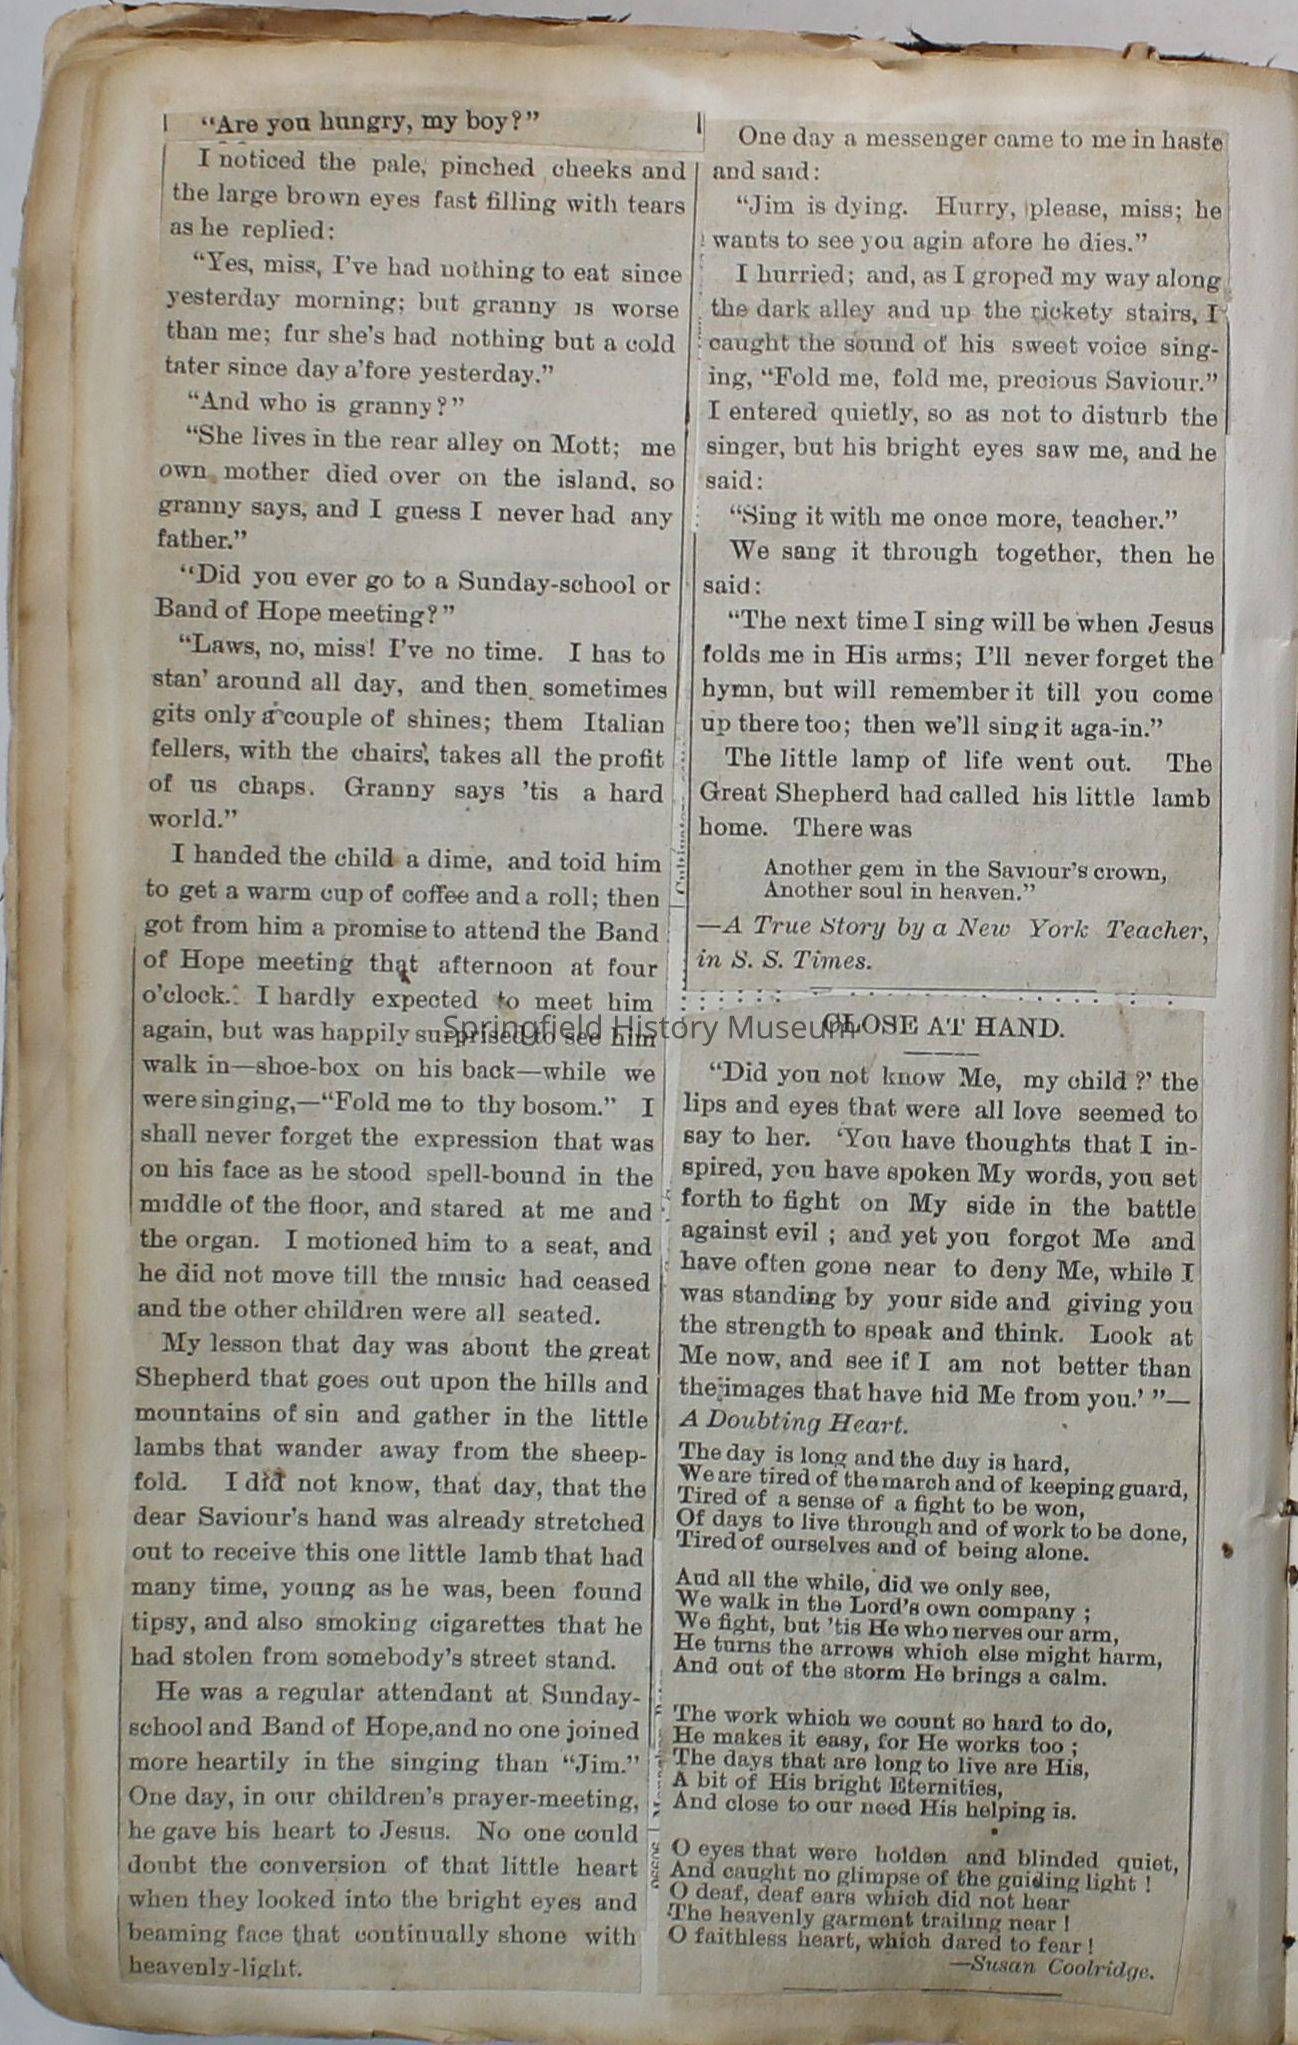 "Are you hungry, my boy?"
I noticed the pale, pinched cheeks and
the large brown eyes fast filling with tears
as he replied:
"Yes, miss, I've had nothing to eat since
yesterday morning; but granny is worse
than me; fur she's had nothing but a cold
tater since day a'fore yesterday."
"And who is granny?"
"She lives in the rear alley on Mott; me
own mother died over on the island, so
granny says, and I guess I never had any
father."
"Did you ever go to a Sunday-school or
Band of Hope meeting?"
"Laws, no, miss! I've no time. I has to
stan' around all day, and then sometimes
gits only a couple of shines; them Italian
fellers, with the chairs, takes all the profit
of us chaps. Granny says 'tis a hard
world."
I handed the child a dime, and toid him
to get a warm cup of coffee and a roll; then
got from him a promise to attend the Band
of Hope meeting that afternoon at four
o'clock. I hardly expected to meet him
again, but was happily surprised to see him
walk in—shoe-box on his back—while we
were singing,—"Fold me to thy bosom." I
shall never forget the expression that was
on his face as he stood spell-bound in the
middle of the floor, and stared at me and
the organ. I motioned him to a seat, and
he did not move till the music had ceased
and the other children were all seated.
My lesson that day was about the great
Shepherd that goes out upon the hills and
mountains of sin and gather in the little
lambs that wander away from the sheep-
fold. I did not know, that day, that the
dear Saviour's hand was already stretched
out to receive this one little lamb that had
many time, young as he was, been found
tipsy, and also smoking cigarettes that he
had stolen from somebody's street stand.
He was a regular attendant at Sunday-
school and Band of Hope,and no one joined
more heartily in the singing than "Jim."
One day, in our children's prayer-meeting,
he gave his heart to Jesus. No one could
doubt the conversion of that little heart
when they looked into the bright eyes and
beaming face that continually shone with
heavenly-light.
One day a messenger came to me in haste
and said:
"Jim is dying. Hurry, please, miss; he
wants to see you agin afore he dies."
I hurried; and, as I groped my way along
the dark alley and up the rickety stairs, I
caught the sound of his sweet voice sing-
ing, "Fold me, fold me, precious Saviour."
I entered quietly, so as not to disturb the
singer, but his bright eyes saw me, and he
said:
"Sing it with me once more, teacher."
We sang it through together, then he
said:
"The next time I sing will be when Jesus
folds me in His arms; I'll never forget the
hymn, but will remember it till you come
up there too; then we'll sing it aga-in."
The little lamp of life went out. The
Great Shepherd had called his little lamb
home. There was
Another gem in the Saviour's crown,
Another soul in heaven."
—A True Story by a New York Teacher,
in S. S. Times.
Springfield History Museum
CLOSE AT HAND.
"Did you not know Me, my child?' the
lips and eyes that were all love seemed to
say to her. 'You have thoughts that I in-
spired, you have spoken My words, you set
forth to fight on My side in the battle
against evil ; and yet you forgot Me and
have often gone near to deny Me, while I
was standing by your side and giving you
the strength to speak and think. Look at
Me now, and see if I am not better than
the images that have hid Me from you.' "—
A Doubting Heart.
The day is long and the day is hard,
We are tired of the march and of keeping guard,
Tired of a sense of a fight to be won,
Of days to live through and of work to be done,
Tired of ourselves and of being alone.
And all the while, did we only see,
We walk in the Lord's own company ;
We fight, but 'tis He who nerves our arm,
He turns the arrows which else might harm,
And out of the storm He brings a calm.
The work which we count so hard to do,
He makes it easy, for He works too ;
The days that are long to live are His,
A bit of His bright Eternities,
And close to our need His helping is.
O eyes that were holden and blinded quiet,
And caught no glimpse of the guiding light !
O deaf, deaf ears which did not hear
The heavenly garment trailing near !
O faithless heart, which dared to fear !
—Susan Coolridge.